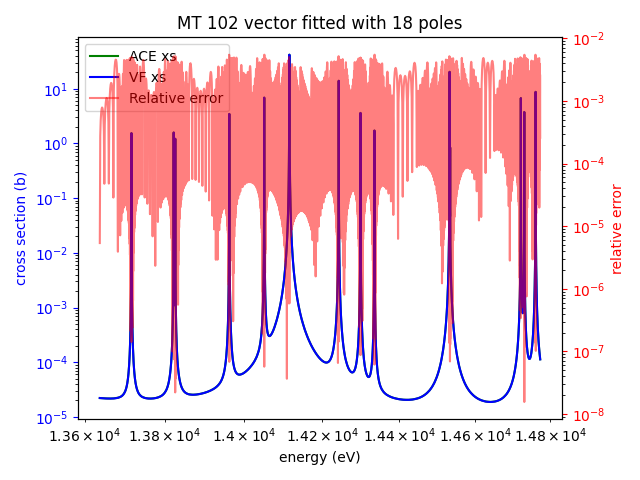 MT 102 vector fitted with 18 poles
ACE xs
VF xs
Relative error
cross section (b)
relative error
10¹
10⁰
10⁻¹
10⁻²
10⁻³
10⁻⁴
10⁻⁵
10⁻²
10⁻³
10⁻⁴
10⁻⁵
10⁻⁶
10⁻⁷
10⁻⁸
1.36 × 10⁴ 1.38 × 10⁴ 1.4 × 10⁴ 1.42 × 10⁴ 1.44 × 10⁴ 1.46 × 10⁴ 1.48 × 10⁴
energy (eV)